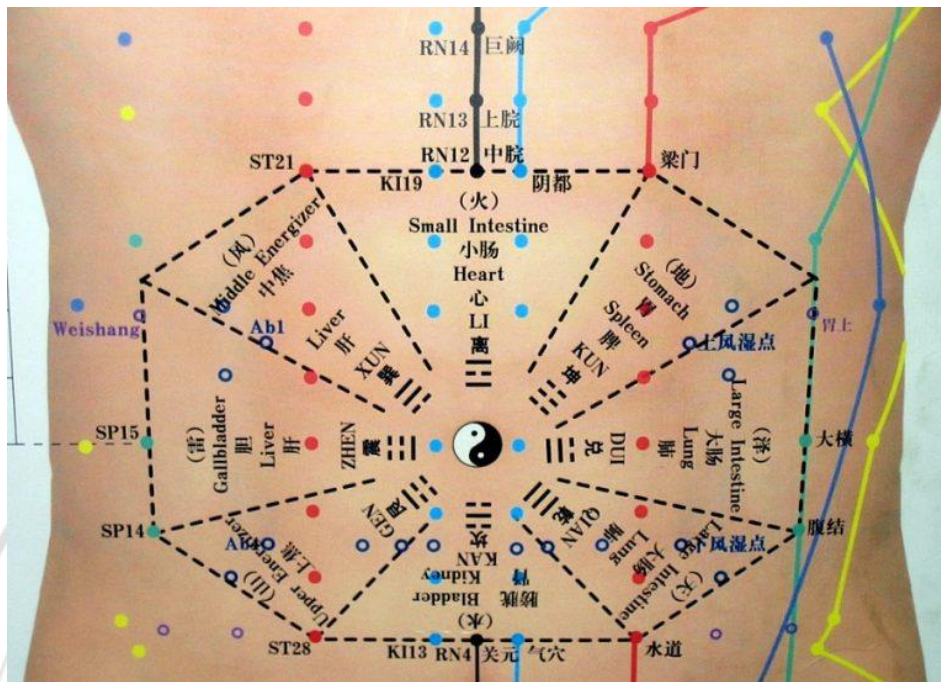 RN14 巨阙
RN13 上脘
RN12 中脘
ST21
KI19
阴都
梁门
(火)
Small Intestine
小肠
Heart
心
LI
离
(风)
Middle Energizer
中焦
Liver
肝
XUN
巽
(地)
Stomach
胃
Spleen
脾
KUN
坤
Weishang
Ab1
上风湿点
胃上
SP15
(雷)
Gallbladder
胆
Liver
肝
ZHEN
震
兑
DUI
肺
Lung
大肠
Large Intestine
(泽)
大横
SP14
(山)
Upper Energizer
上焦
GEN
艮
坎
KAN
肾 Kidney
膀胱 Bladder
(水)
乾
QIAN
肺
Lung
大肠
Large Intestine
(天)
下风湿点
腹结
ST28
KI13 RN4 关元 气穴
水道